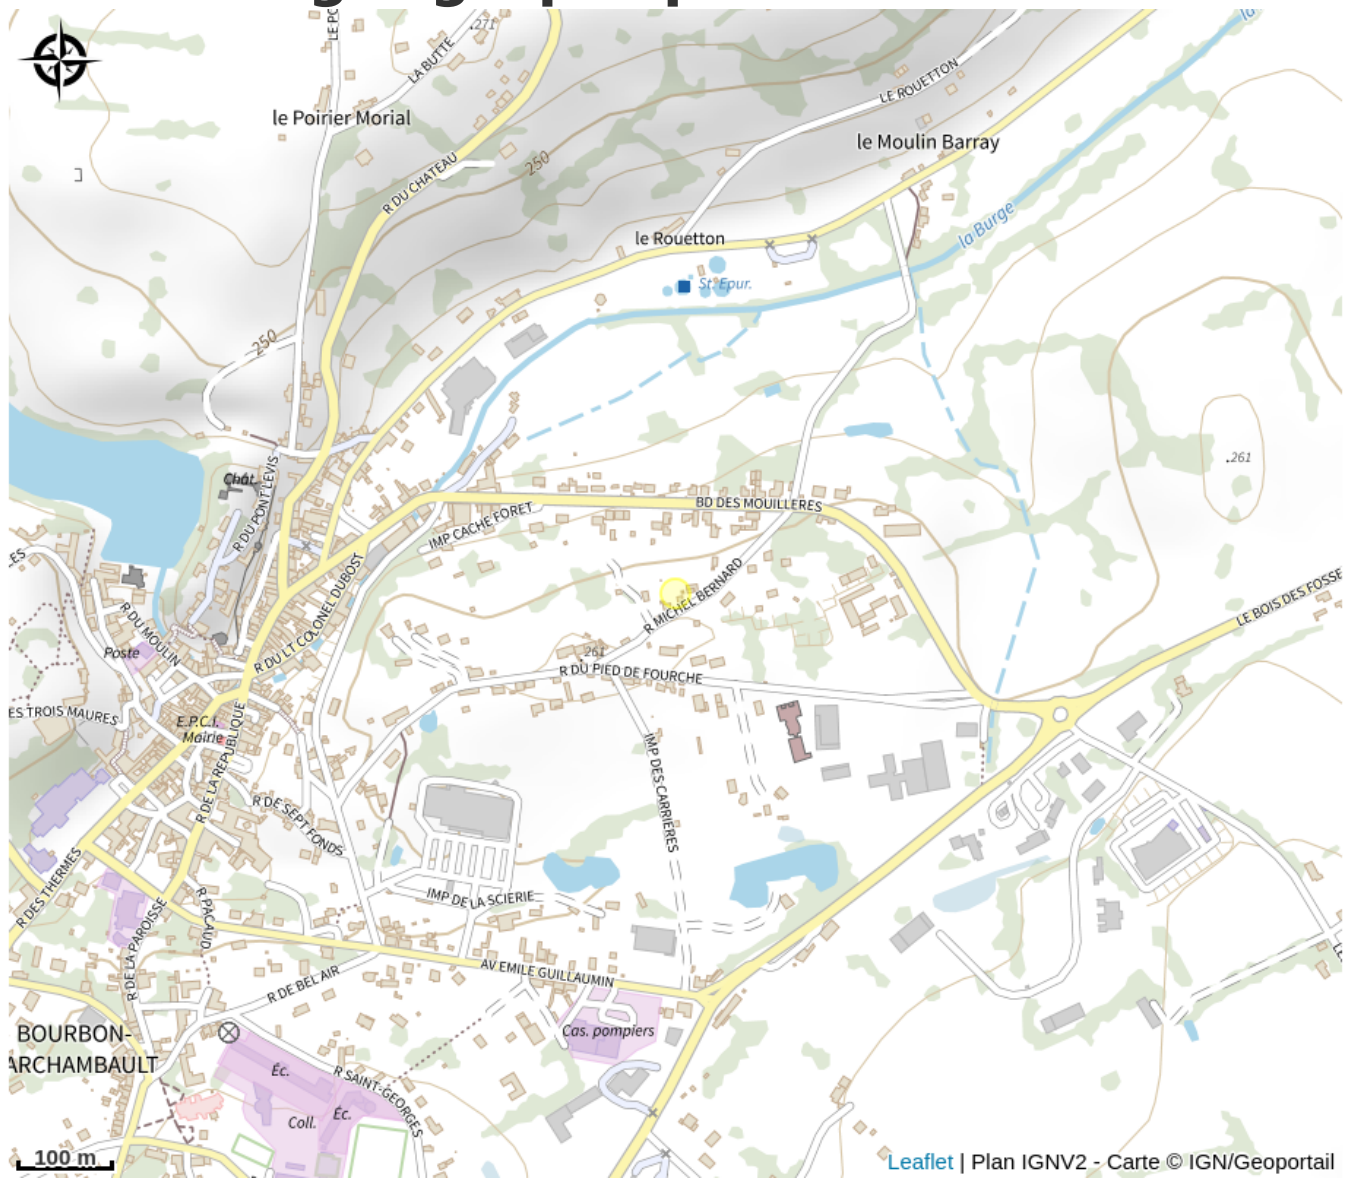 271
LA BUTTE
le Poirier Morial
LE ROUETTON
le Moulin Barray
R DU CHATEAU
250
la Burge
le Rouetton
St. Epur.
250
261
Chât.
R DU PONT LEVIS
BD DES MOUILLERES
IMP CACHE FORET
R DU LT COLONEL DUBOST
R MICHEL BERNARD
LE BOIS DES FOSSE
R DU MOULIN
Poste
261
R DU PIED DE FOURCHE
ES TROIS MAURES
E.P.C.I.
Mairie
R DE LA REPUBLIQUE
IMP DES CARRIERES
R DE SEPT FONDS
R DES THERMES
IMP DE LA SCIERIE
R PACAUD
R DE LA PAROISSE
AV EMILE GUILLAUMIN
R DE BEL AIR
BOURBON-
ARCHAMBAULT
Cas. pompiers
Éc.
R SAINT-GEORGES
Éc.
Coll.
100 m
Leaflet | Plan IGNV2 - Carte © IGN/Geoportail